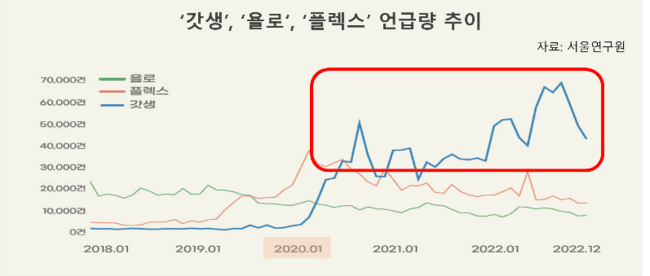 ‘갓생’, ‘욜로‘, ‘플렉스’ 언급량 추이
자료: 서울연구원
70,000건
60,000건
50,000건
40,000건
30,000건
20,000건
10,000건
0건
욜로
플렉스
갓생
2018.01 2019.01 2020.01 2021.01 2022.01 2022.12